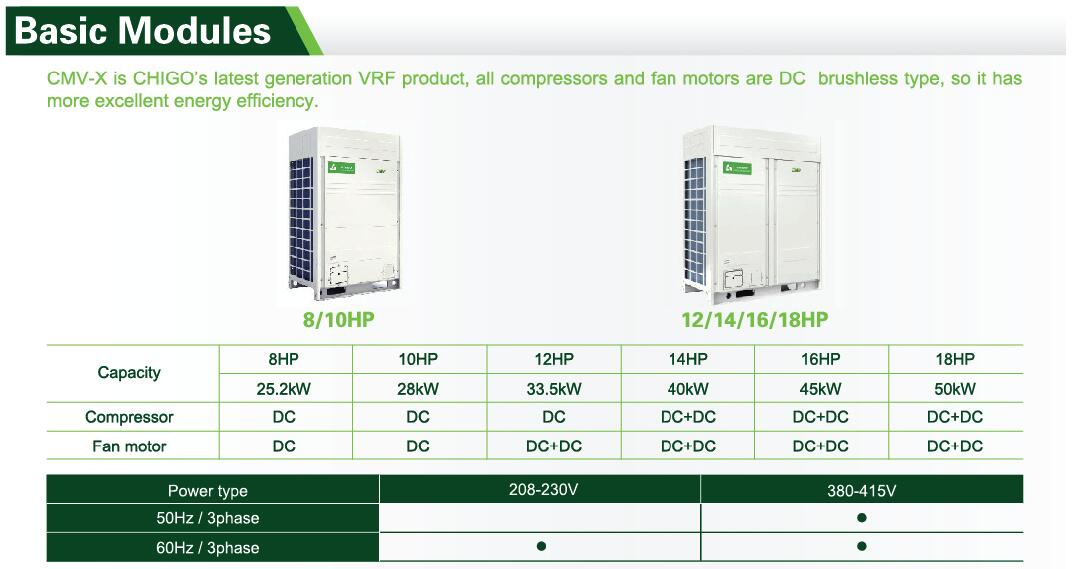 Basic Modules
CMV-X is CHIGO's latest generation VRF product, all compressors and fan motors are DC brushless type, so it has
more excellent energy efficiency.
8/10HP
12/14/16/18HP
Capacity
8HP 10HP 12HP 14HP 16HP 18HP
25.2kW 28kW 33.5kW 40kW 45kW 50kW
Compressor DC DC DC DC+DC DC+DC DC+DC
Fan motor DC DC DC+DC DC+DC DC+DC DC+DC
Power type 208-230V 380-415V
50Hz / 3phase ●
60Hz / 3phase ● ●